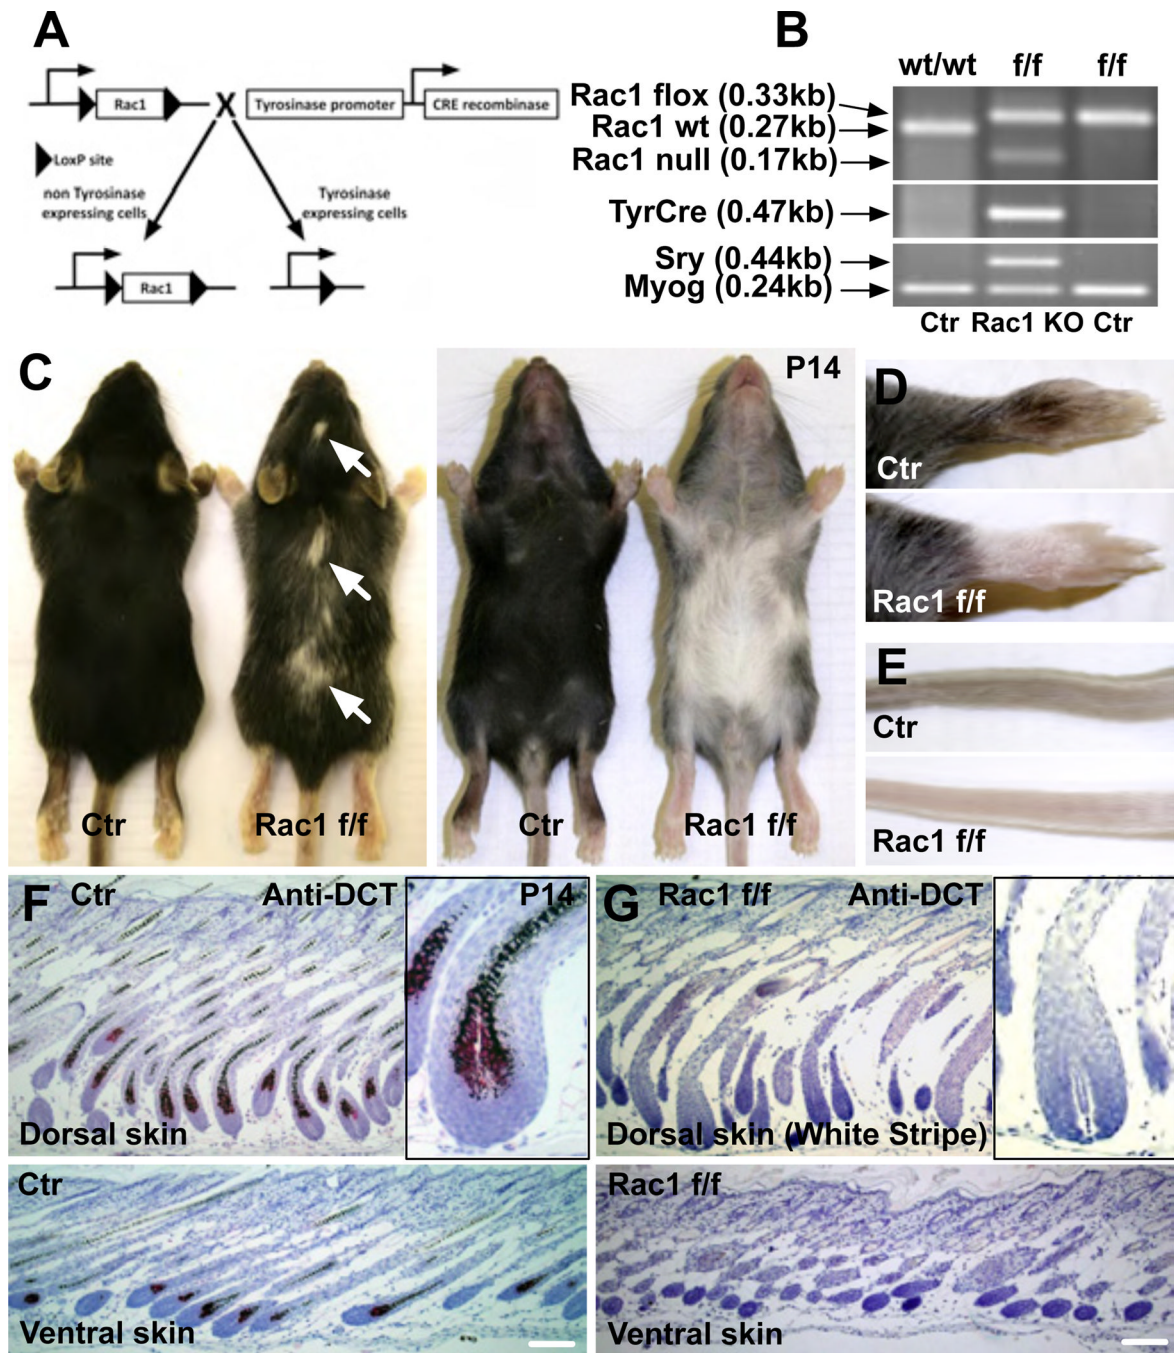 A
Rac1
X
Tyrosinase promoter
CRE recombinase
LoxP site
non Tyrosinase
expressing cells
Tyrosinase
expressing cells
Rac1
B
wt/wt f/f f/f
Rac1 flox (0.33kb)
Rac1 wt (0.27kb)
Rac1 null (0.17kb)
TyrCre (0.47kb)
Sry (0.44kb)
Myog (0.24kb)
Ctr Rac1 KO Ctr
C
Ctr
Rac1 f/f
P14
Ctr
Rac1 f/f
D
Ctr
Rac1 f/f
E
Ctr
Rac1 f/f
F Ctr Anti-DCT P14
Dorsal skin
Ctr
Ventral skin
G Rac1 f/f Anti-DCT
Dorsal skin (White Stripe)
Rac1 f/f
Ventral skin